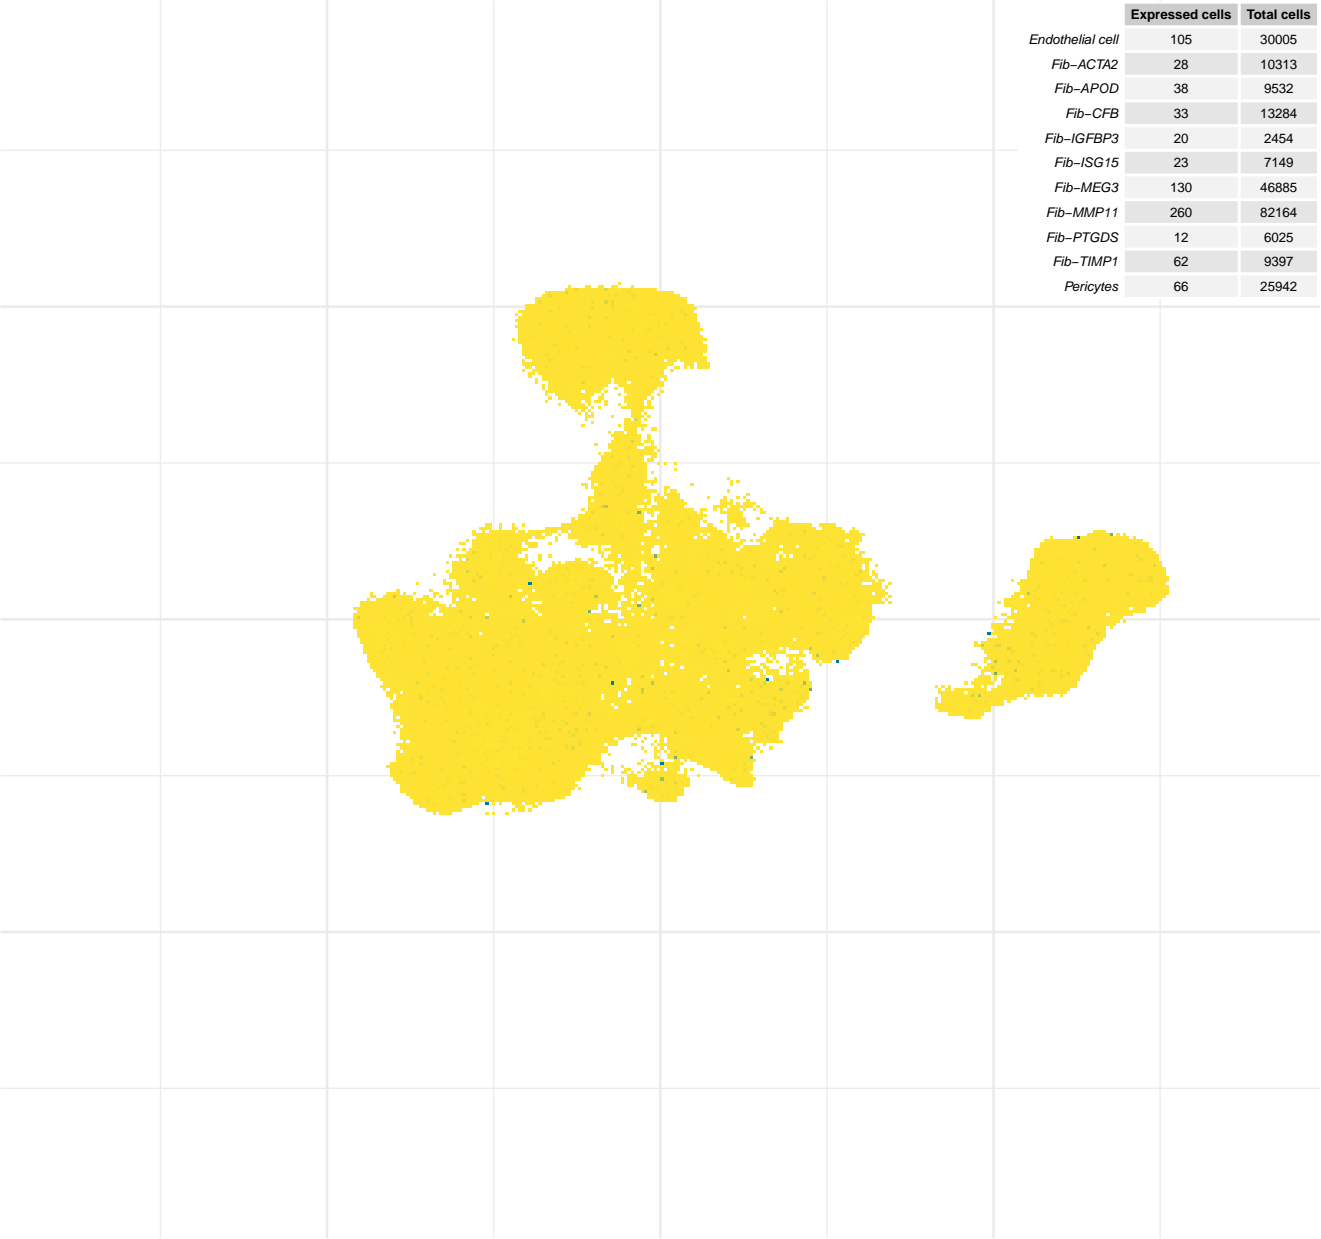 Expressed cells Total cells
Endothelial cell 105 30005
Fib−ACTA2 28 10313
Fib−APOD 38 9532
Fib−CFB 33 13284
Fib−IGFBP3 20 2454
Fib−ISG15 23 7149
Fib−MEG3 130 46885
Fib−MMP11 260 82164
Fib−PTGDS 12 6025
Fib−TIMP1 62 9397
Pericytes 66 25942